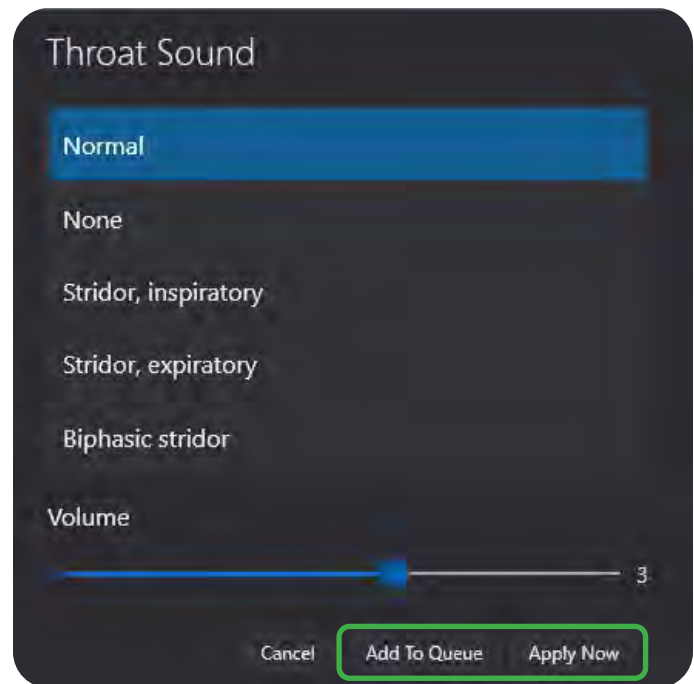 Throat Sound
Normal
None
Stridor, inspiratory
Stridor, expiratory
Biphasic stridor
Volume
3
Cancel Add To Queue Apply Now